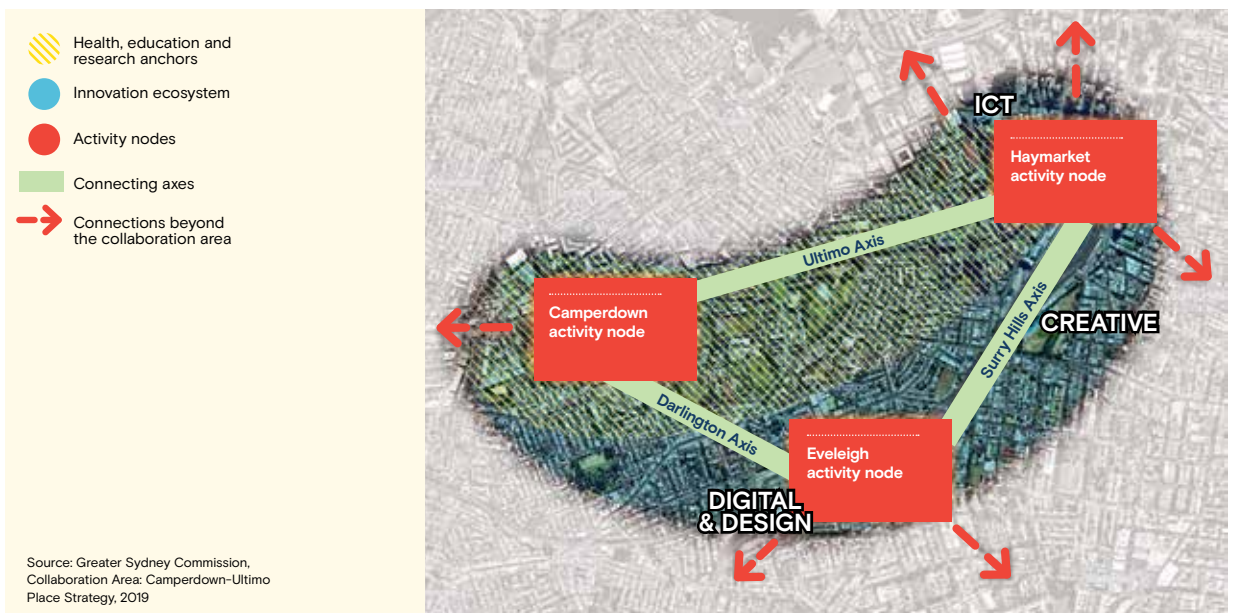 Health, education and
research anchors
Innovation ecosystem
Activity nodes
Connecting axes
Connections beyond
the collaboration area
Source: Greater Sydney Commission,
Collaboration Area: Camperdown-Ultimo
Place Strategy, 2019
ICT
Haymarket
activity node
Ultimo Axis
Camperdown
activity node
Surry Hills Axis
CREATIVE
Darlington Axis
Eveleigh
activity node
DIGITAL
& DESIGN